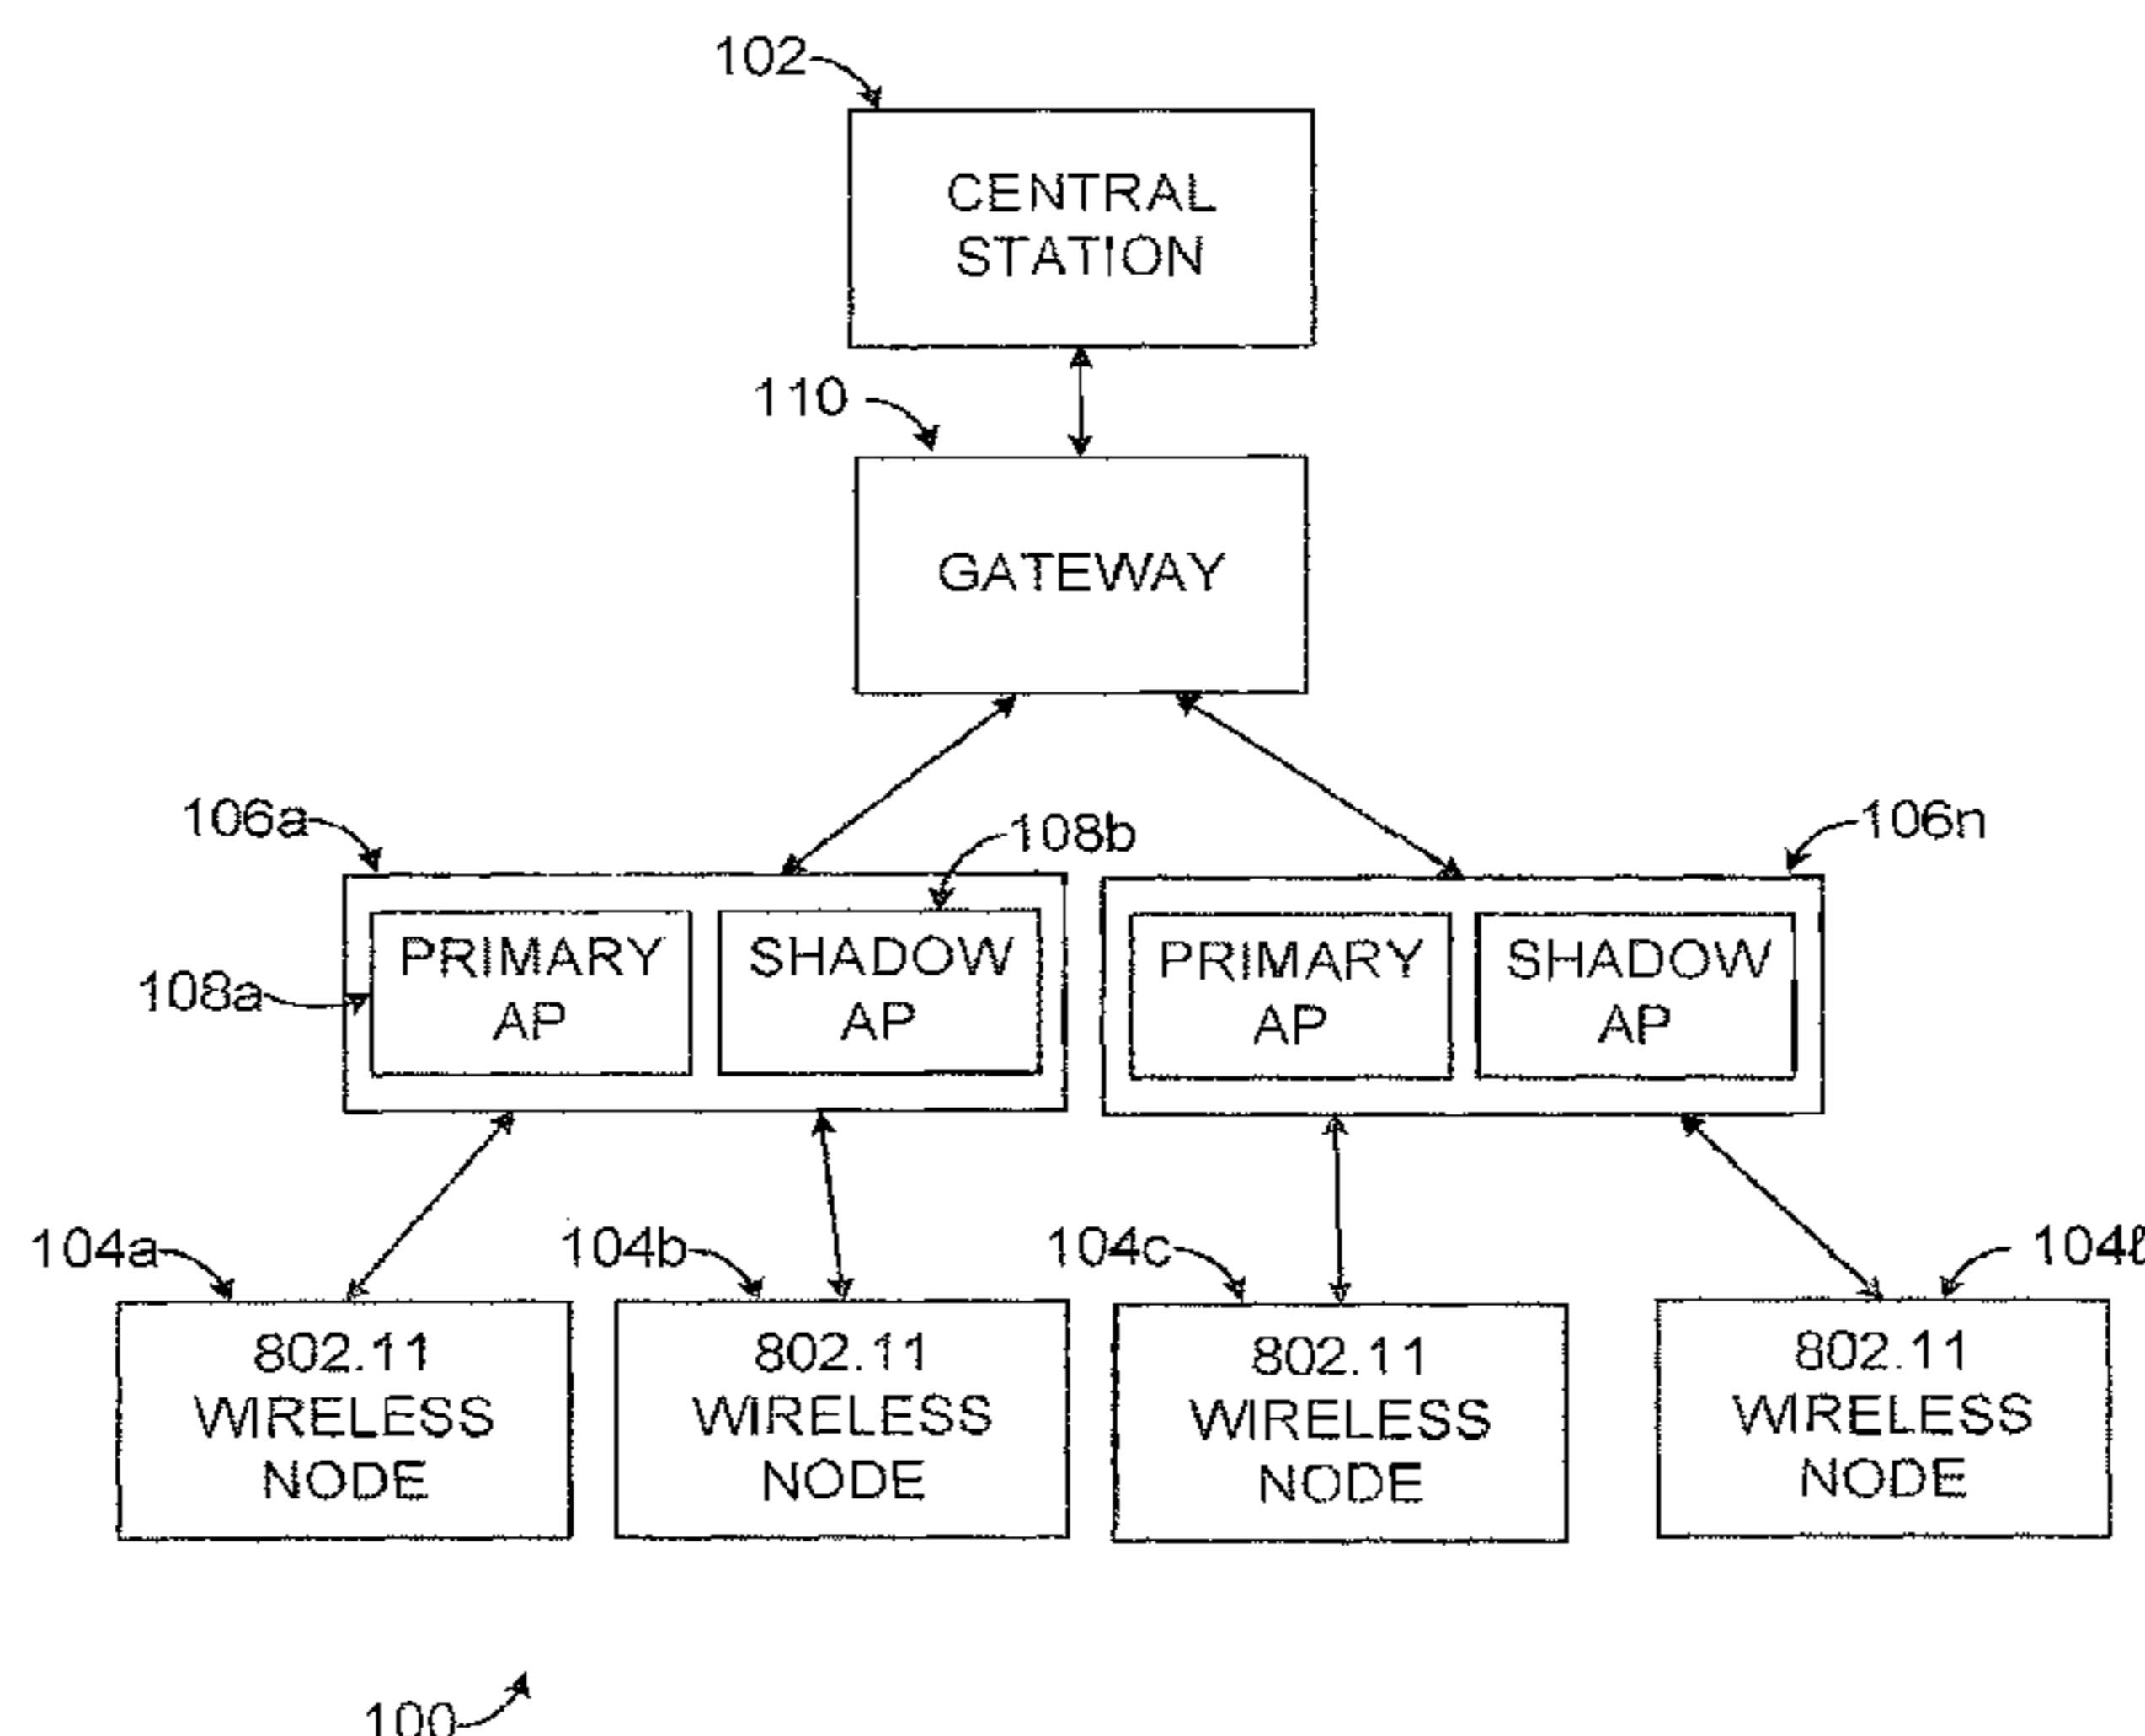 102
CENTRAL
STATION
110
GATEWAY
106a
108b
106n
PRIMARY
AP
SHADOW
AP
PRIMARY
AP
SHADOW
AP
108a
104a
104b
104c
104ℓ
802.11
WIRELESS
NODE
802.11
WIRELESS
NODE
802.11
WIRELESS
NODE
802.11
WIRELESS
NODE
100